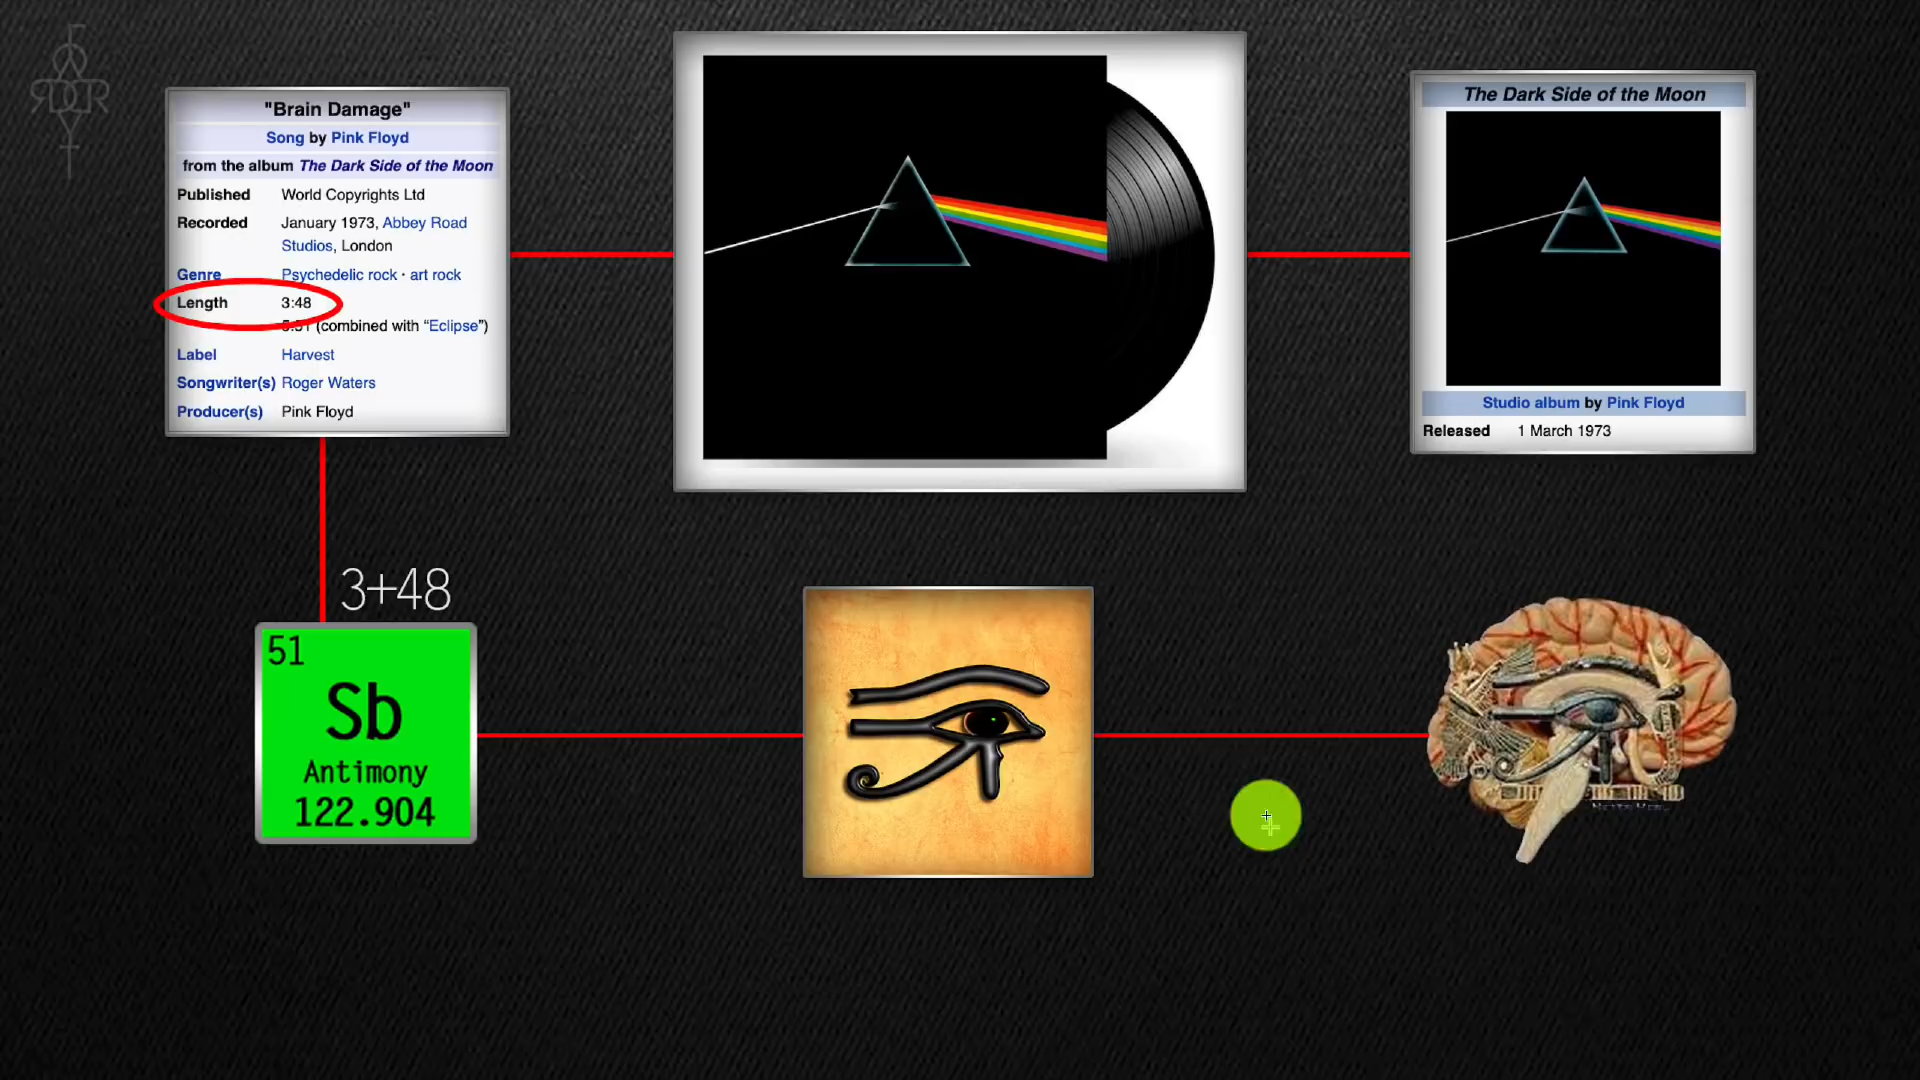 "Brain Damage"
Song by Pink Floyd
from the album The Dark Side of the Moon
Published World Copyrights Ltd
Recorded January 1973, Abbey Road
Studios, London
Genre Psychedelic rock · art rock
Length 3:48
5:51 (combined with “Eclipse”)
Label Harvest
Songwriter(s) Roger Waters
Producer(s) Pink Floyd
The Dark Side of the Moon
Studio album by Pink Floyd
Released 1 March 1973
3+48
51
Sb
Antimony
122.904